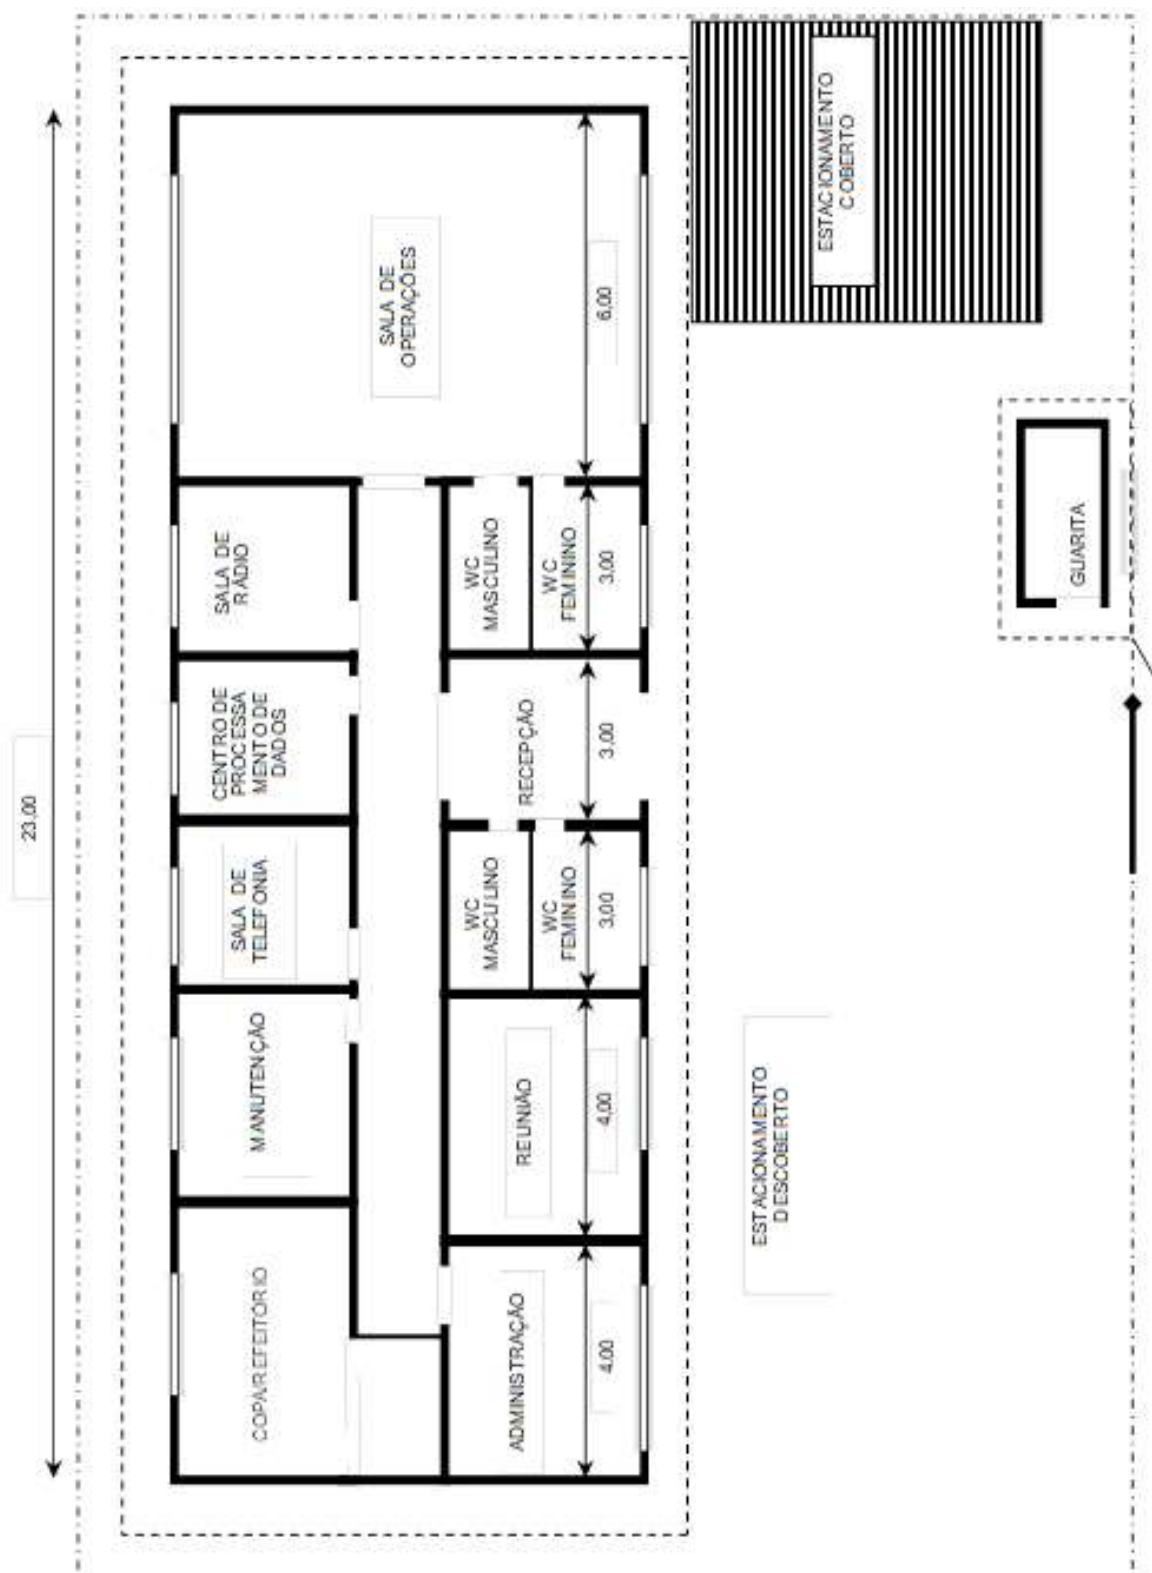 23.00
SALA DE
OPERAÇÕES
6,00
SALA DE
RÁDIO
WC
MASCULINO
WC
FEMININO
3,00
CENTRO DE
PROCESSA
MENTO DE
DADOS
RECEPÇÃO
3.00
SALA DE
TELEFONIA
WC
MASCULINO
WC
FEMININO
3,00
MANUTENÇÃO
REUNIÃO
4,00
COPA/REFEITÓRIO
ADMINISTRAÇÃO
4.00
ESTACIONAMENTO
COBERTO
GUARITA
ESTACIONAMENTO
DESCOBERTO